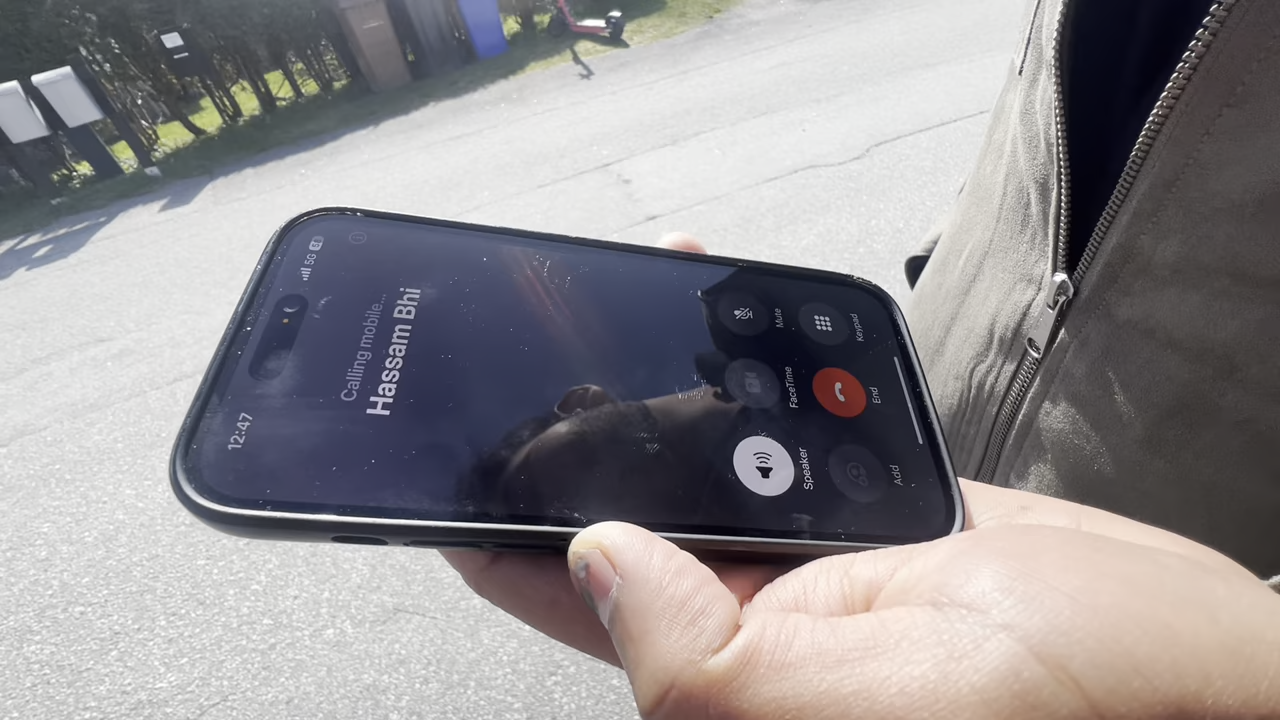 12:47
5G
Calling mobile...
Hassam Bhi
Speaker
FaceTime
Mute
Add
End
Keypad